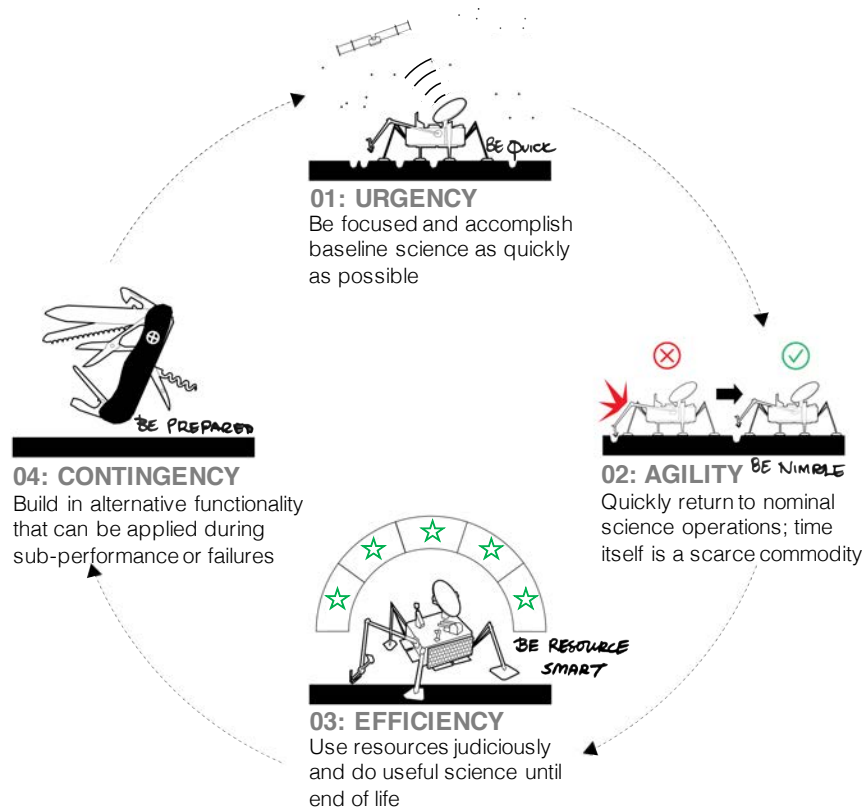 BE QUICK
01: URGENCY
Be focused and accomplish
baseline science as quickly
as possible
BE NIMBLE
02: AGILITY
Quickly return to nominal
science operations; time
itself is a scarce commodity
BE RESOURCE
SMART
03: EFFICIENCY
Use resources judiciously
and do useful science until
end of life
BE PREPARED
04: CONTINGENCY
Build in alternative functionality
that can be applied during
sub-performance or failures